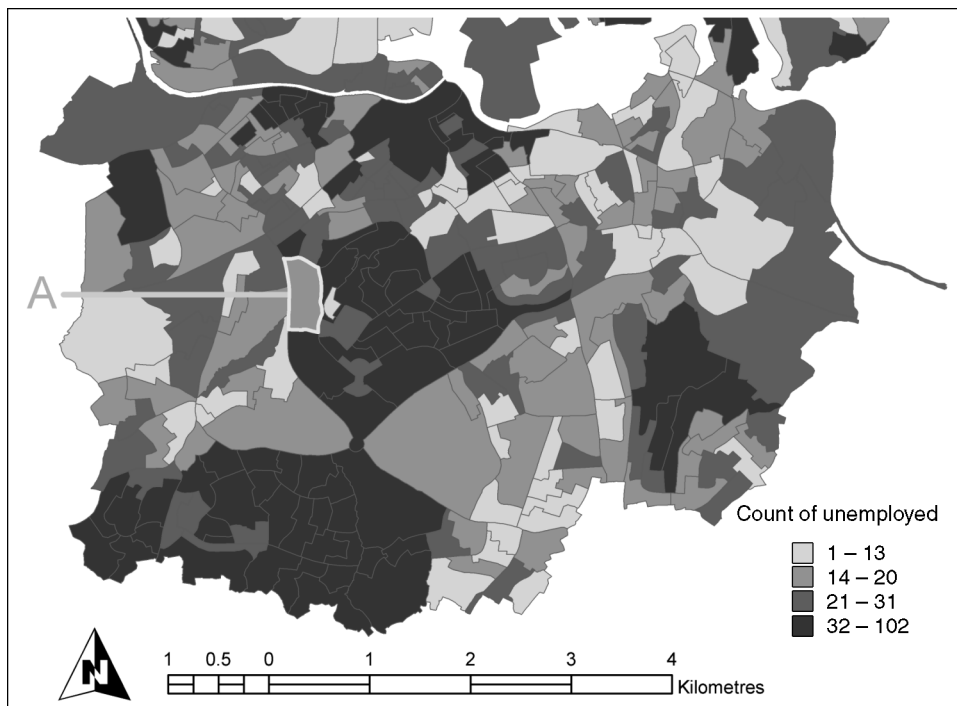 A
Count of unemployed
1 – 13
14 – 20
21 – 31
32 – 102
N
1 0.5 0 1 2 3 4
Kilometres